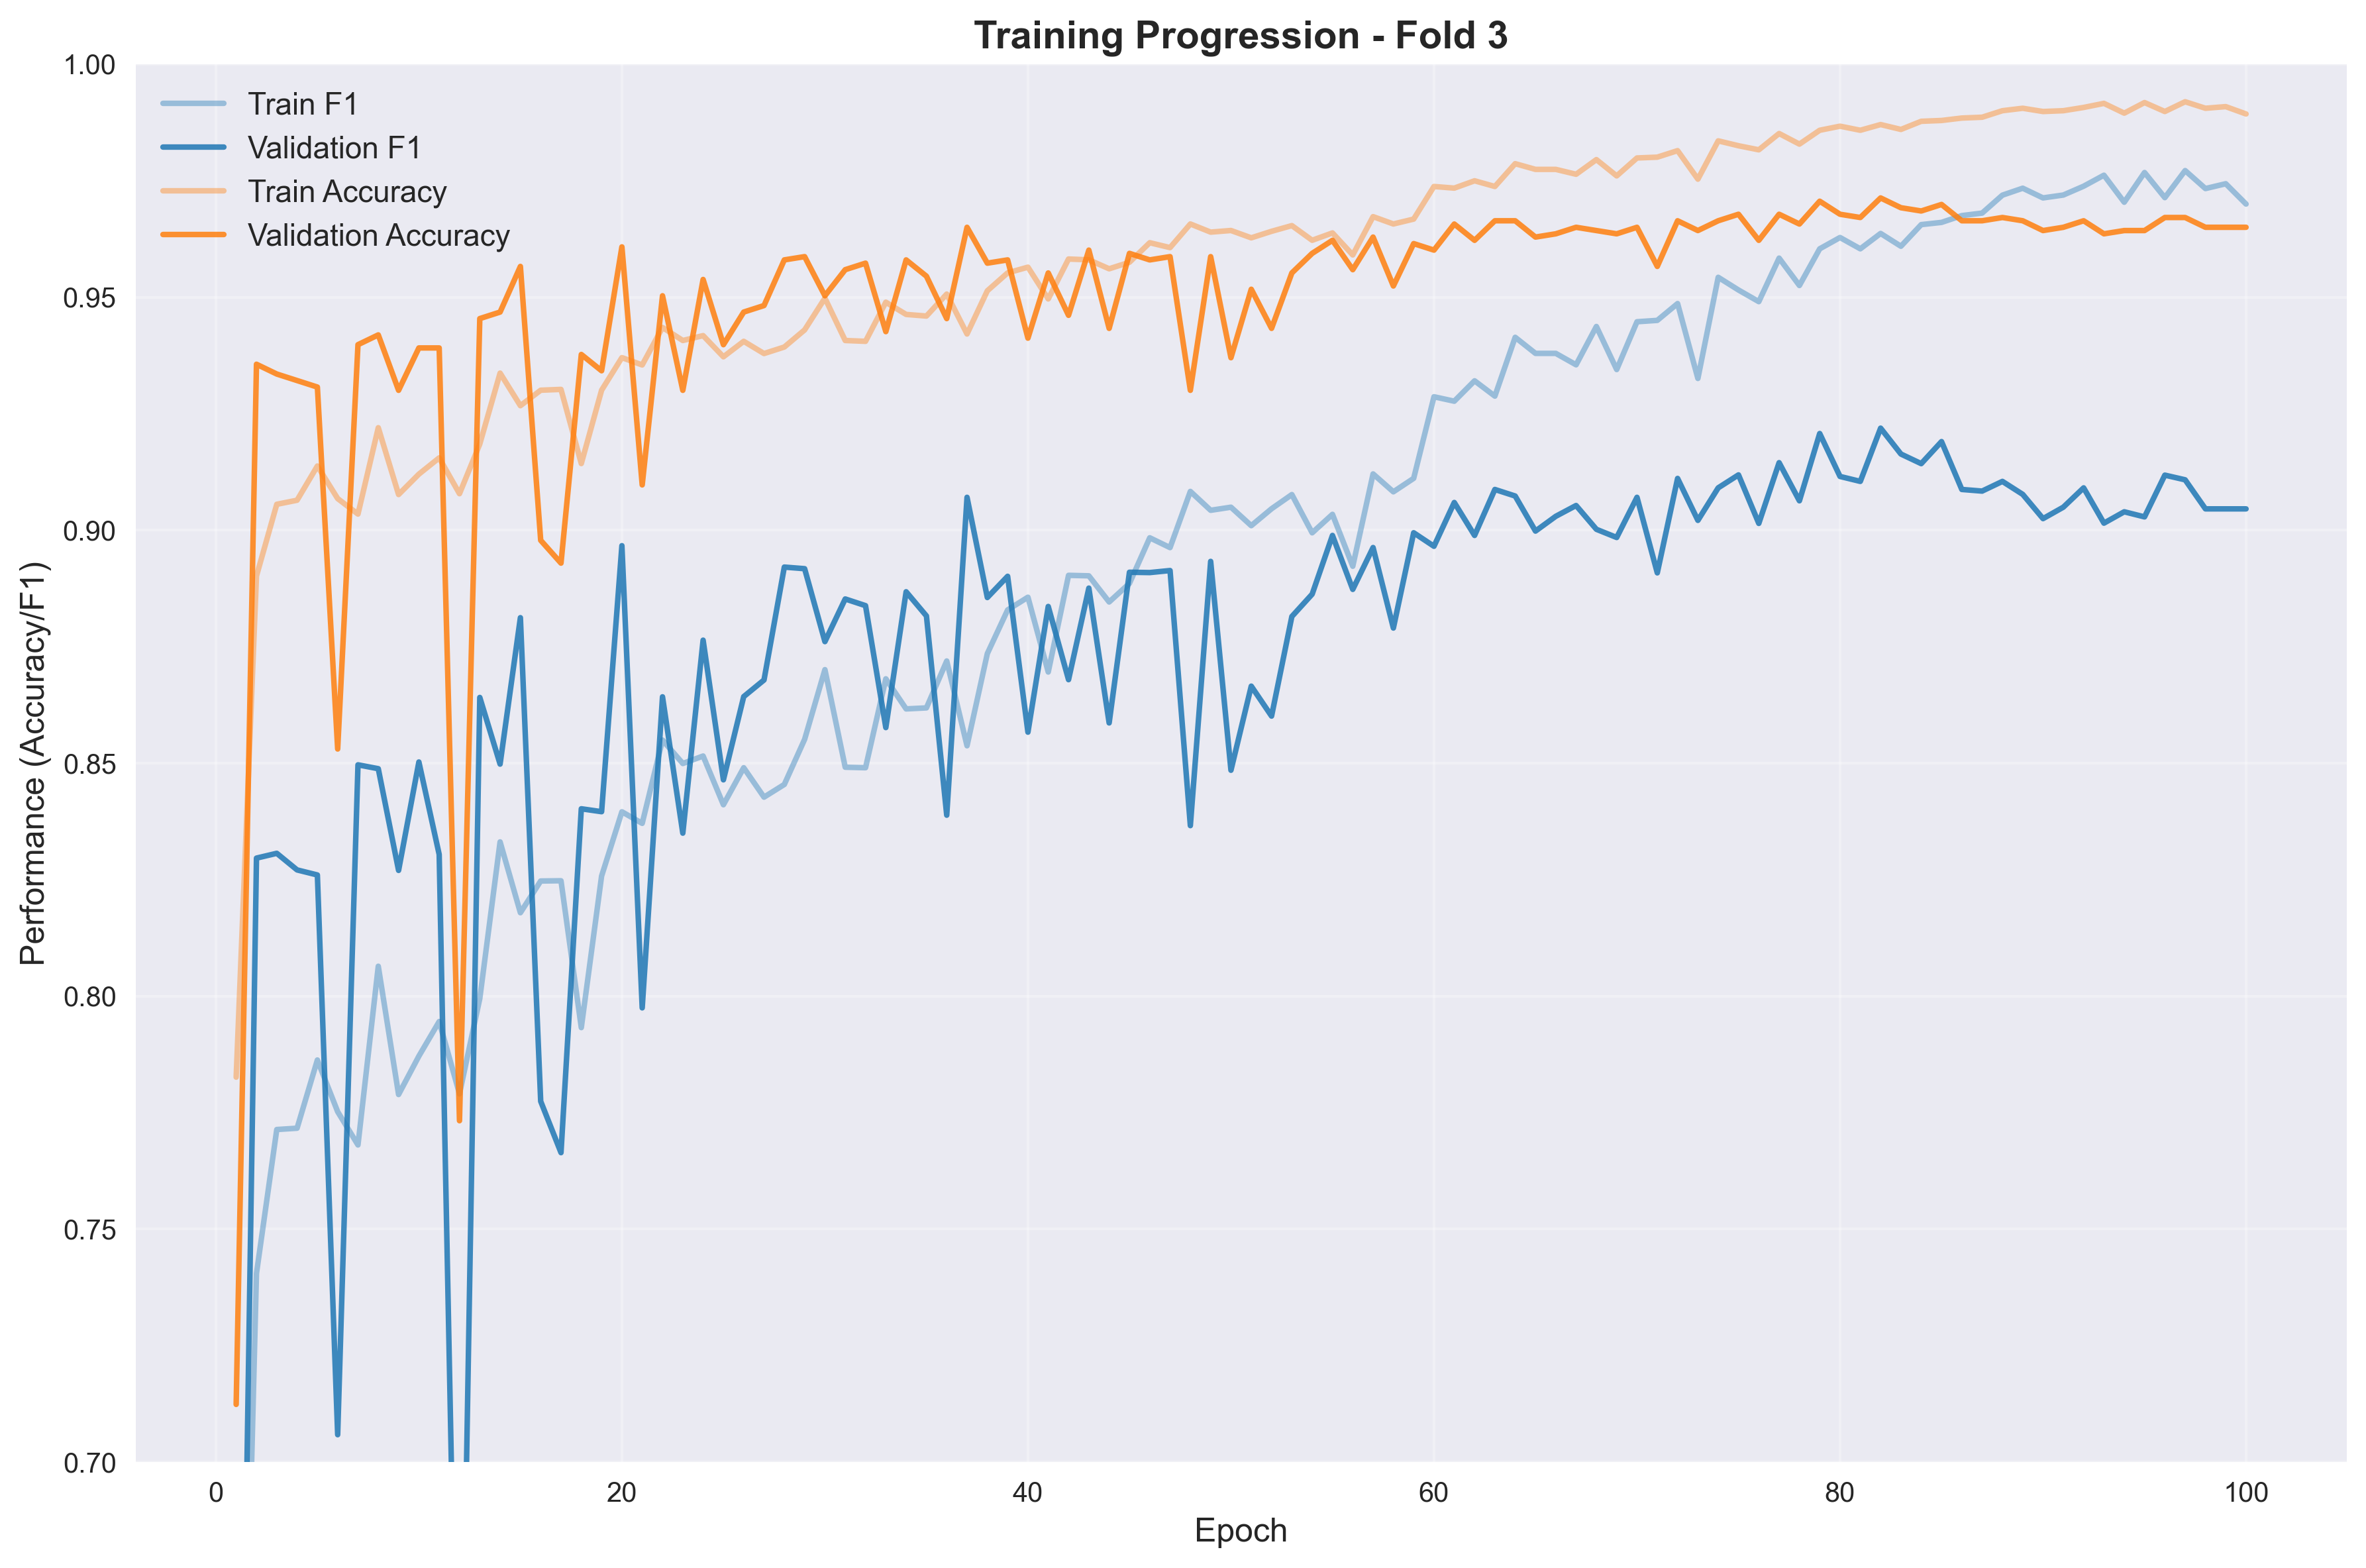 Training Progression - Fold 3
Train F1
Validation F1
Train Accuracy
Validation Accuracy
Performance (Accuracy/F1)
1.00
0.95
0.90
0.85
0.80
0.75
0.70
0 20 40 60 80 100
Epoch